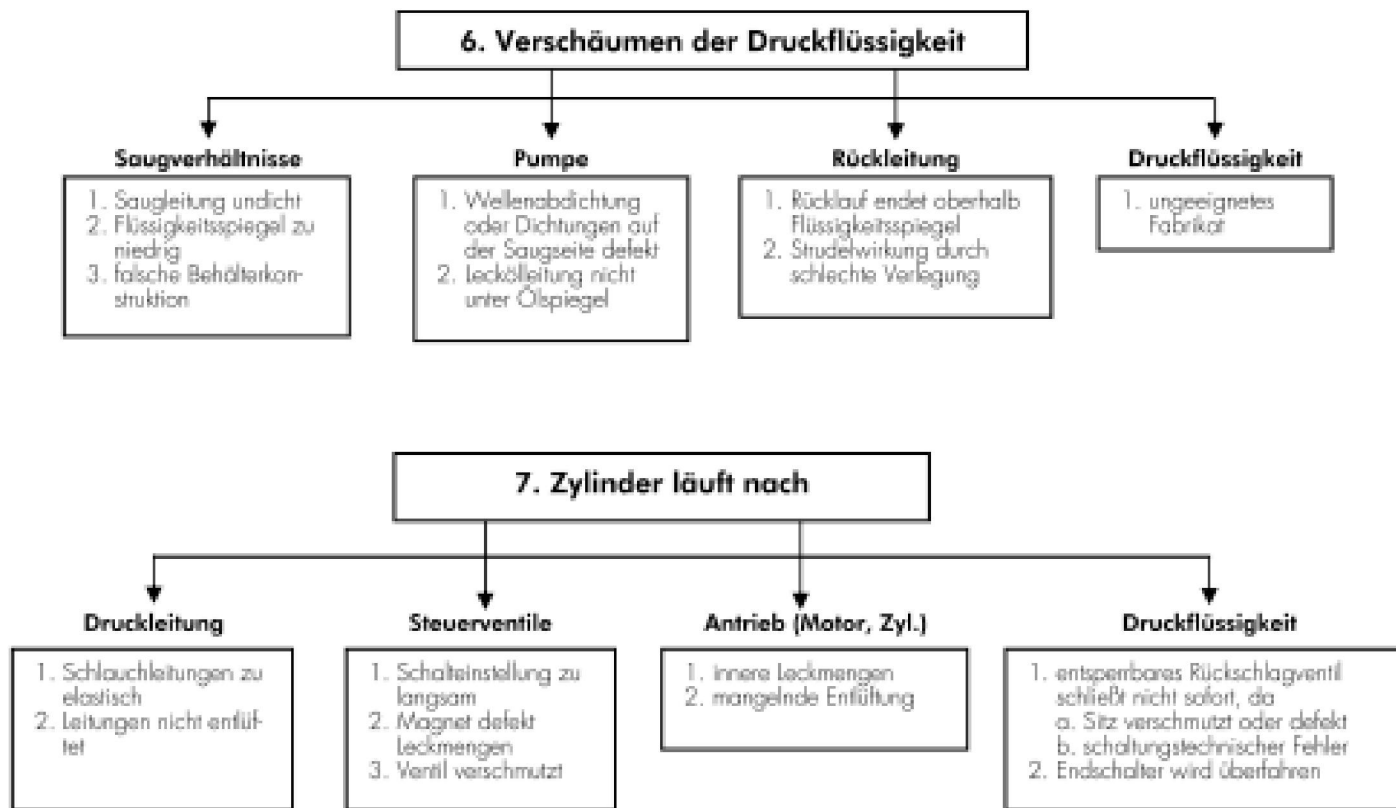 6. Verschäumen der Druckflüssigkeit
Saugverhältnisse
1. Saugleitung undicht
2. Flüssigkeitsspiegel zu
niedrig
3. falsche Behälterkon-
struktion
Pumpe
1. Wellenabdichtung
oder Dichtungen auf
der Saugseite defekt
2. Leckölleitung nicht
unter Ölspiegel
Rückleitung
1. Rücklauf endet oberhalb
Flüssigkeitsspiegel
2. Strudelwirkung durch
schlechte Verlegung
Druckflüssigkeit
1. ungeeignetes
Fabrikat
7. Zylinder läuft nach
Druckleitung
1. Schlauchleitungen zu
elastisch
2. Leitungen nicht entlüf-
tet
Steuerventile
1. Schalteinstellung zu
langsam
2. Magnet defekt
Leckmengen
3. Ventil verschmutzt
Antrieb (Motor, Zyl.)
1. innere Leckmengen
2. mangelnde Entlüftung
Druckflüssigkeit
1. entsperrbares Rückschlagventil
schließt nicht sofort, da
a. Sitz verschmutzt oder defekt
b. schaltungstechnischer Fehler
2. Endschalter wird überfahren